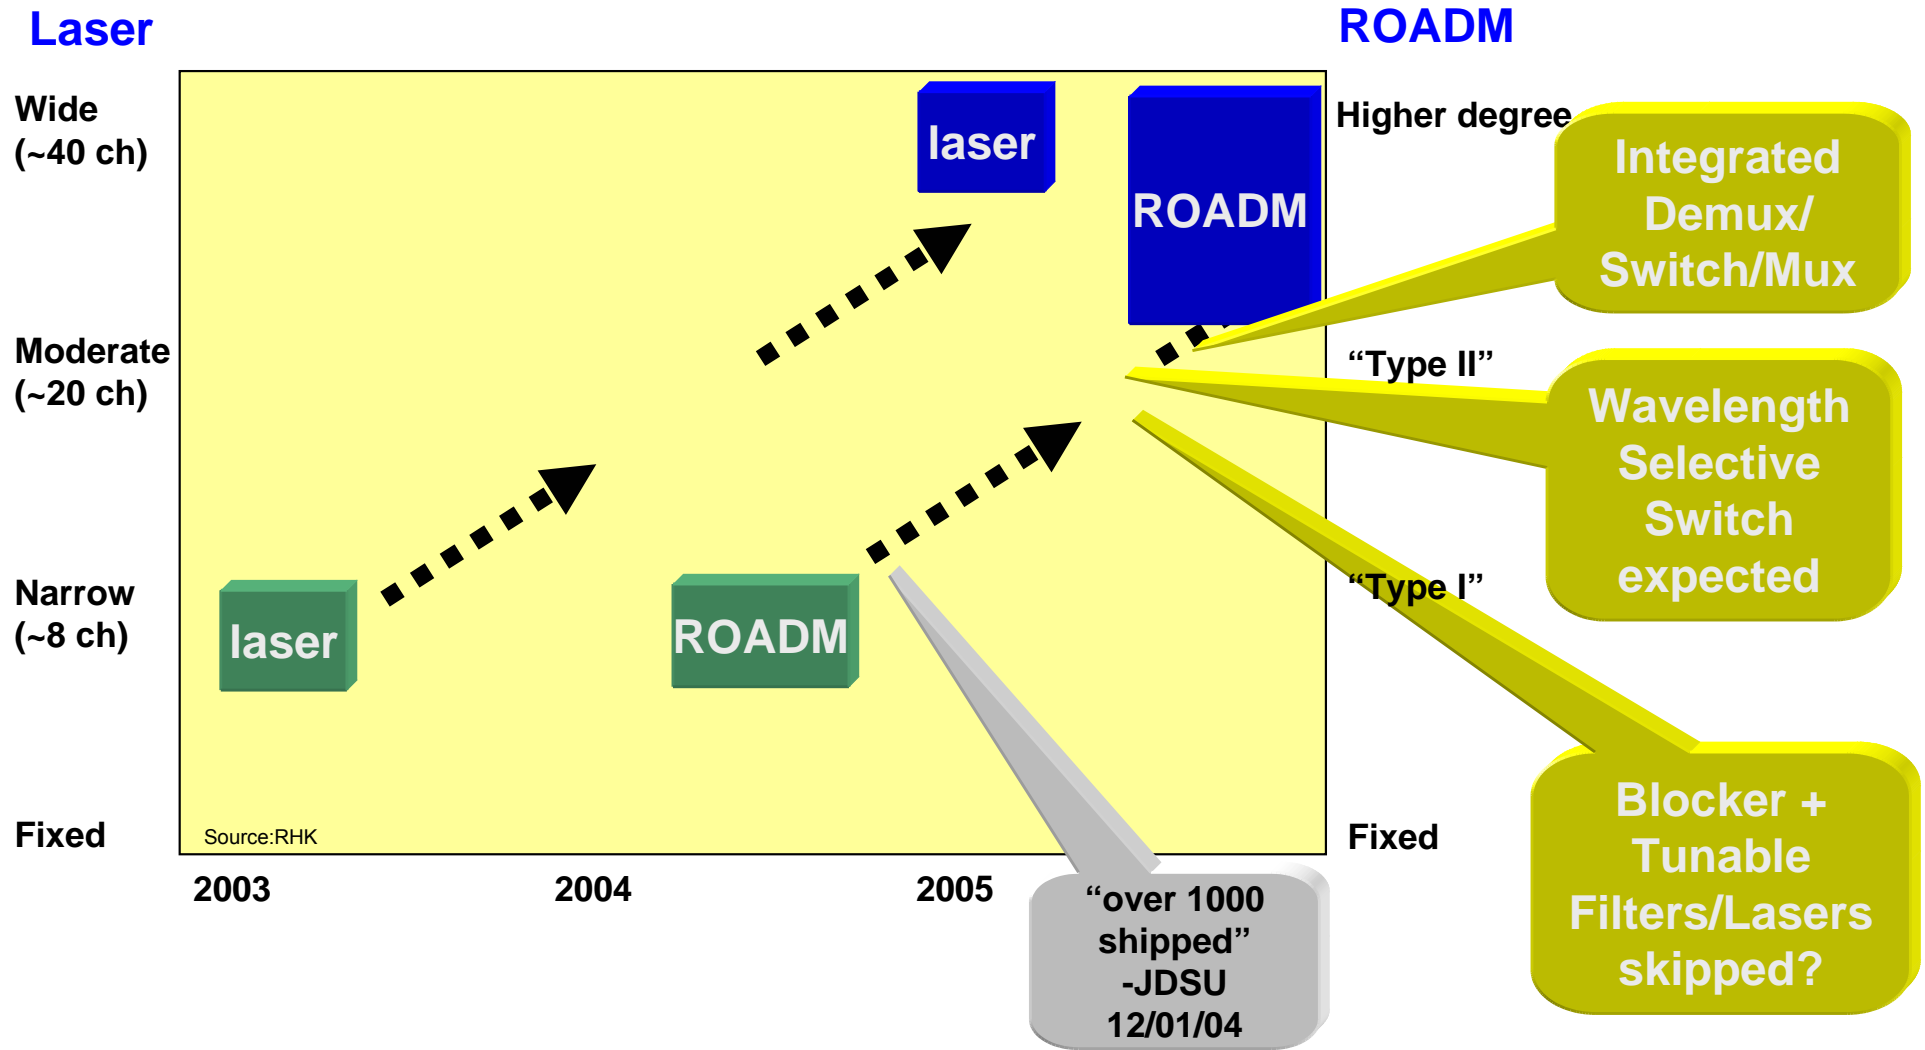 Laser
ROADM
Wide
(~40 ch)
laser
ROADM
Higher degree
Integrated
Demux/
Switch/Mux
Moderate
(~20 ch)
“Type II”
Wavelength
Selective
Switch
expected
Narrow
(~8 ch)
laser
ROADM
“Type I”
Blocker +
Tunable
Filters/Lasers
skipped?
Fixed
Source:RHK
Fixed
2003
2004
2005
“over 1000
shipped”
-JDSU
12/01/04